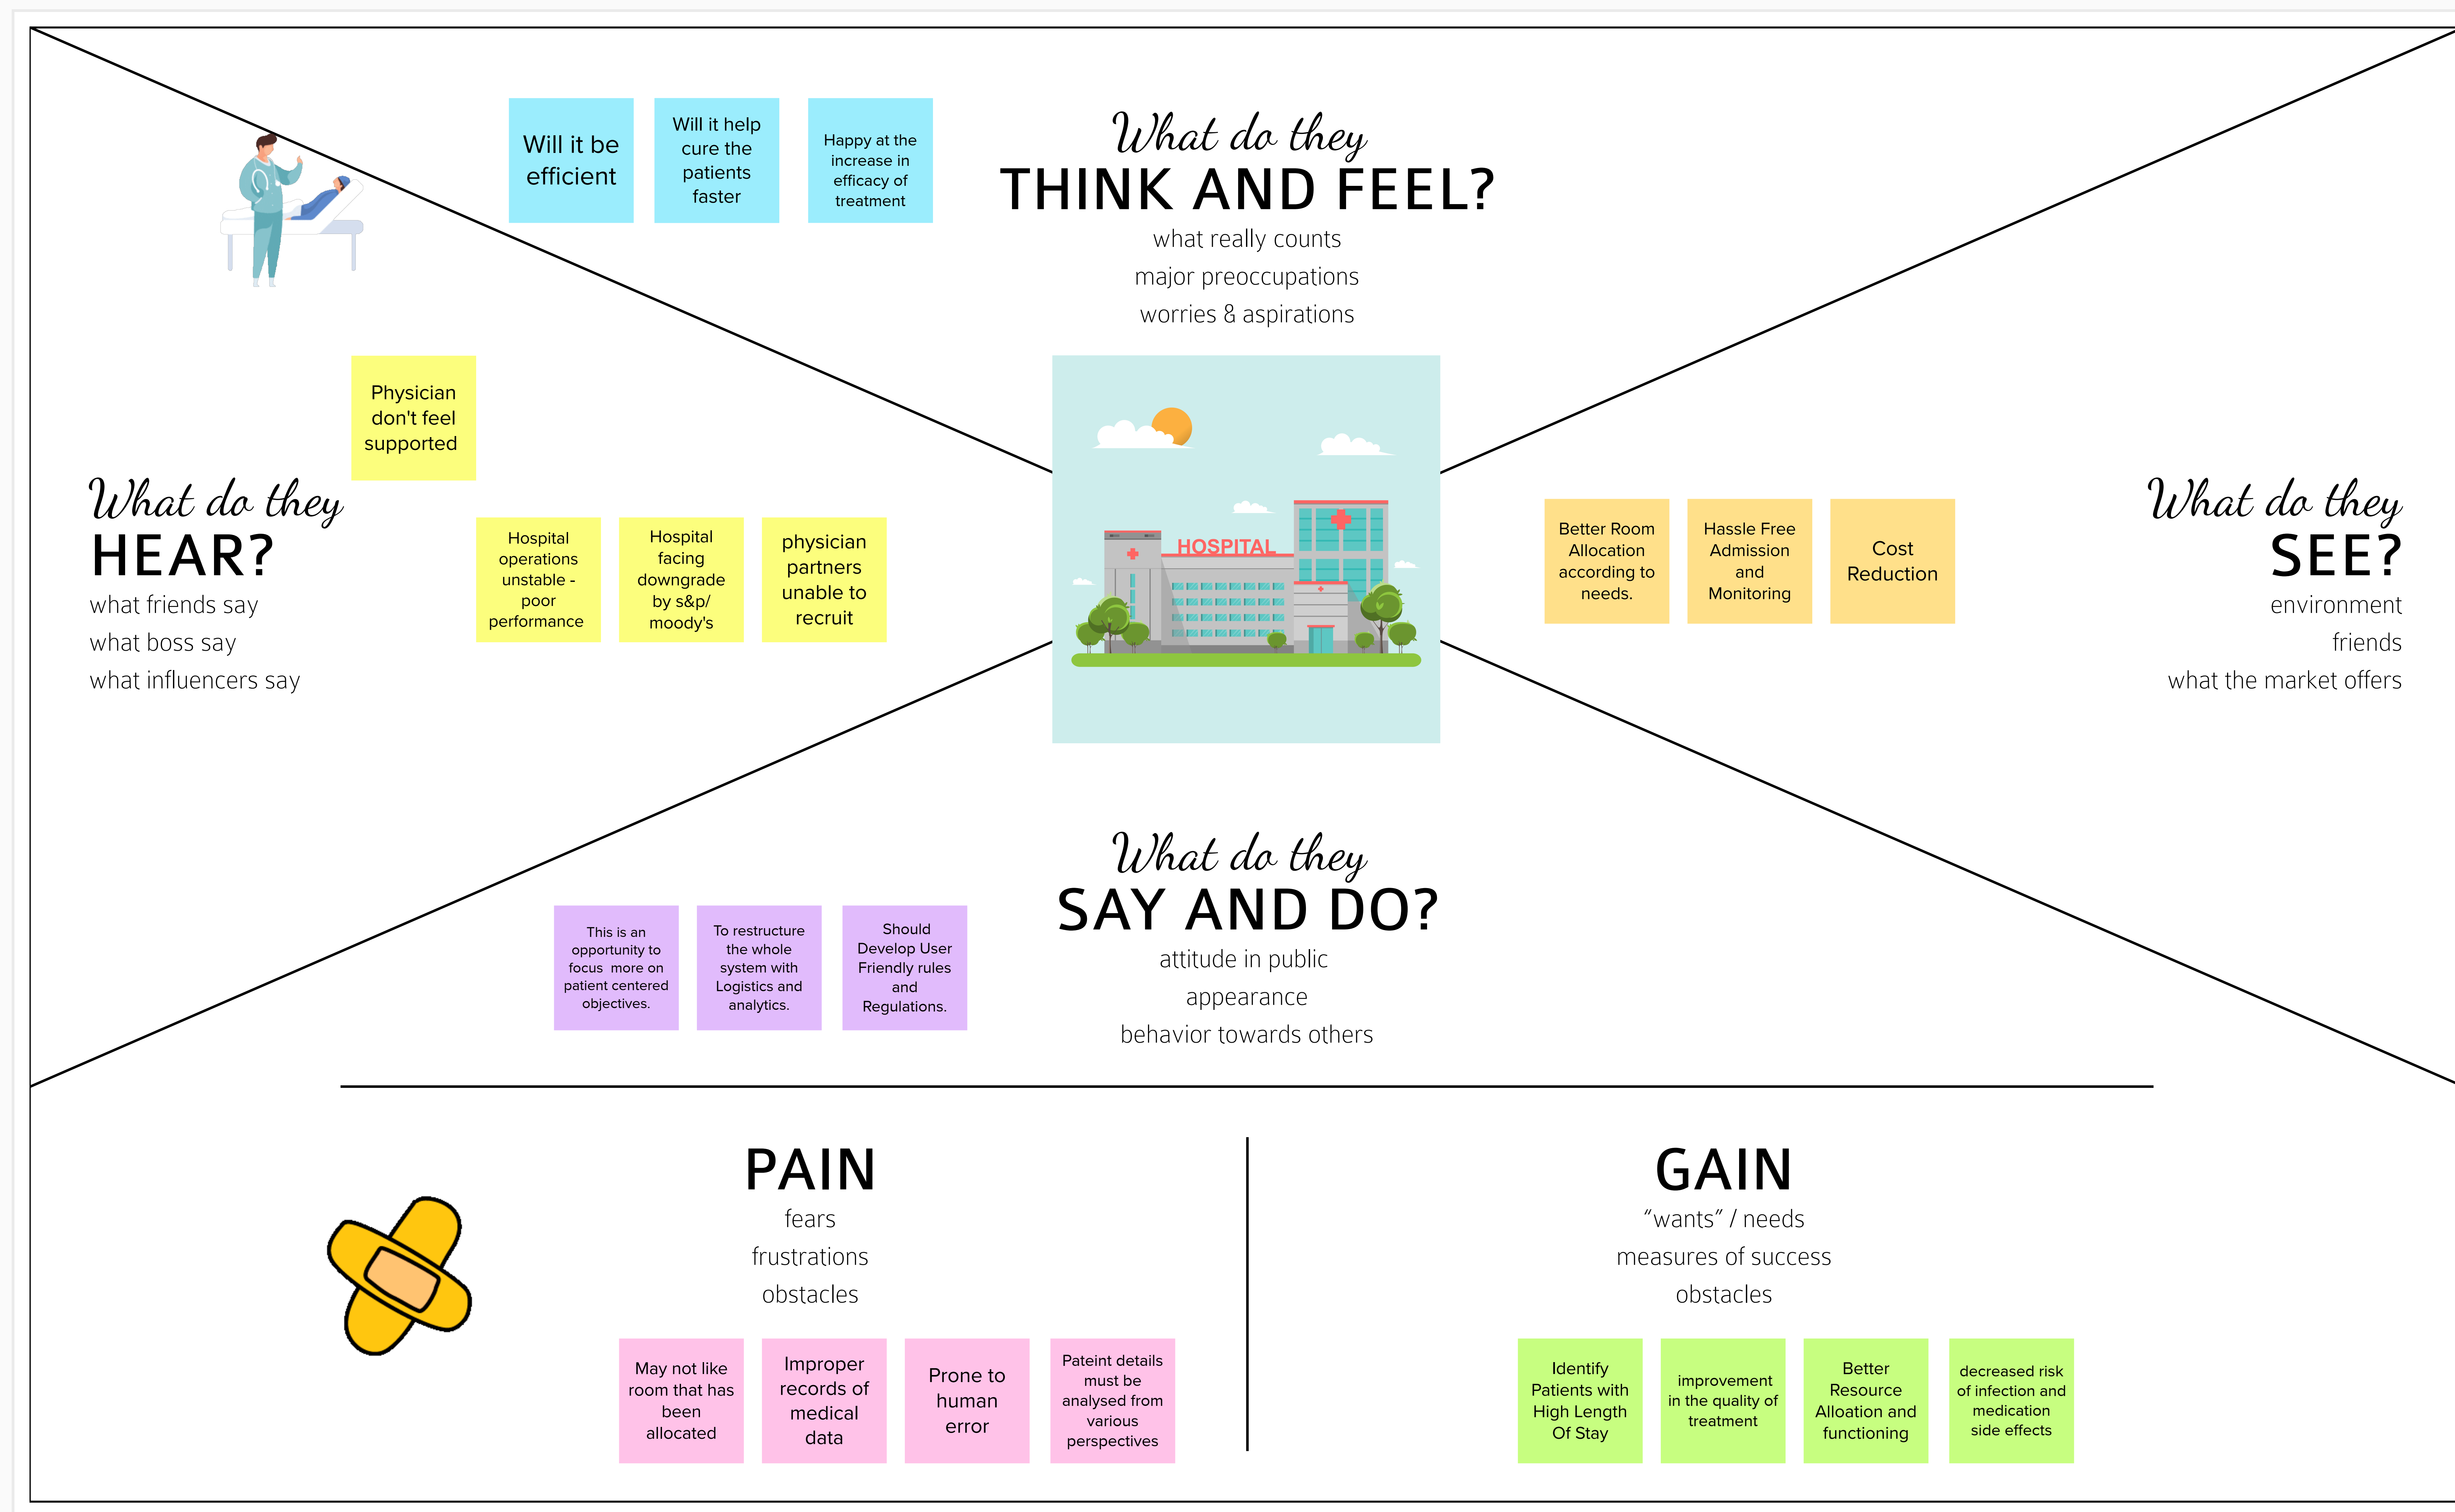 Will it be
efficient
Will it help
cure the
patients
faster
Happy at the
increase in
efficacy of
treatment
What do they
THINK AND FEEL?
what really counts
major preoccupations
worries & aspirations
Physician
don't feel
supported
What do they
HEAR?
what friends say
what boss say
what influencers say
Hospital
operations
unstable -
poor
performance
Hospital
facing
downgrade
by s&p/
moody's
physician
partners
unable to
recruit
HOSPITAL
Better Room
Allocation
according to
needs.
Hassle Free
Admission
and
Monitoring
Cost
Reduction
What do they
SEE?
environment
friends
what the market offers
What do they
SAY AND DO?
attitude in public
appearance
behavior towards others
This is an
opportunity to
focus more on
patient centered
objectives.
To restructure
the whole
system with
Logistics and
analytics.
Should
Develop User
Friendly rules
and
Regulations.
PAIN
fears
frustrations
obstacles
May not like
room that has
been
allocated
Improper
records of
medical
data
Prone to
human
error
Pateint details
must be
analysed from
various
perspectives
GAIN
“wants” / needs
measures of success
obstacles
Identify
Patients with
High Length
Of Stay
improvement
in the quality of
treatment
Better
Resource
Alloation and
functioning
decreased risk
of infection and
medication
side effects